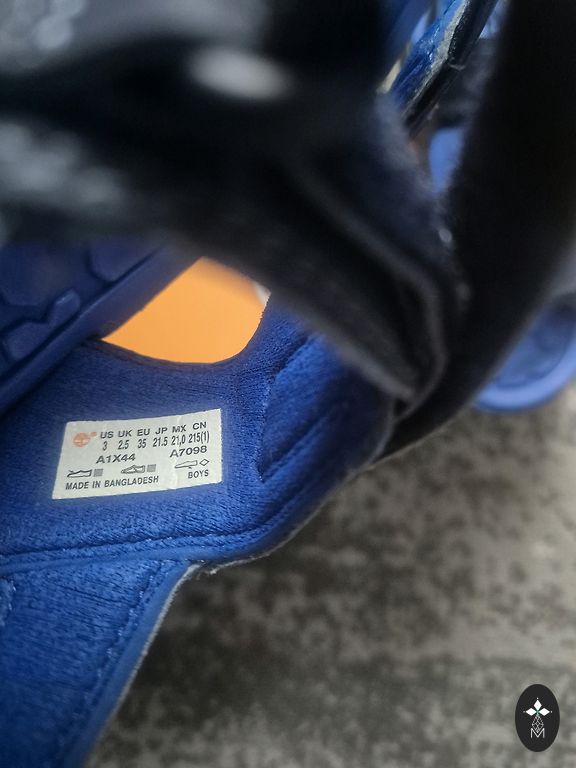 US UK EU JP MX CN
3 2.5 35 21.5 21,0 215(1)
A1X44 A7098
BOYS
MADE IN BANGLADESH
M